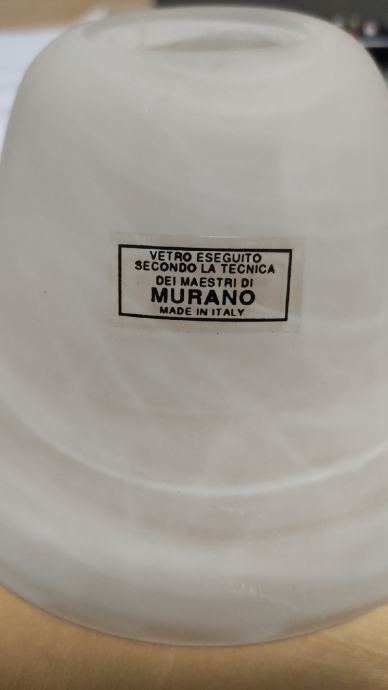 VETRO ESEGUITO
SECONDO LA TECNICA
DEI MAESTRI DI
MURANO
MADE IN ITALY